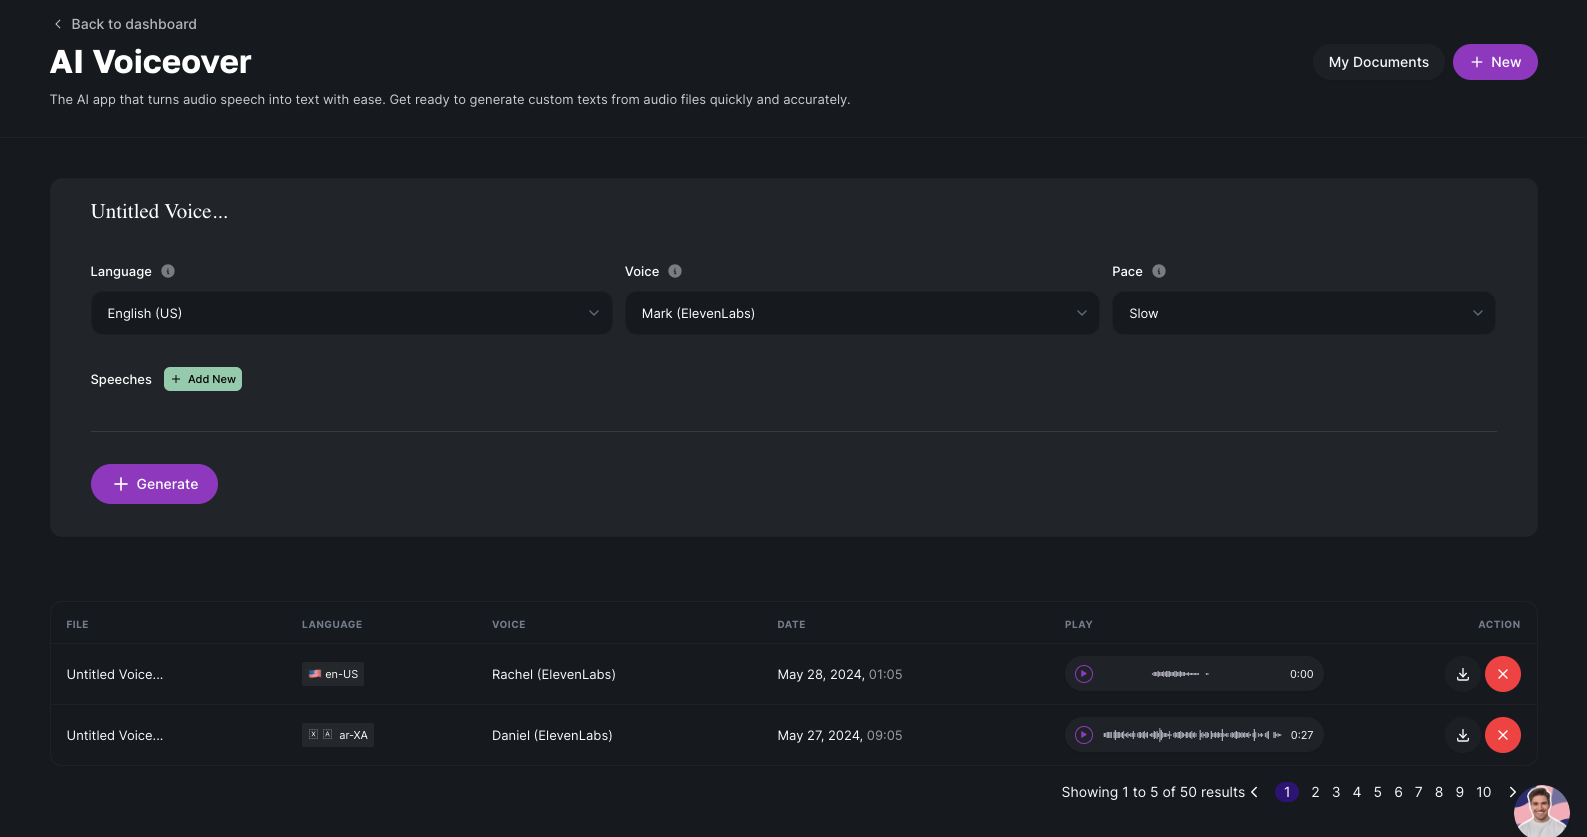 Back to dashboard
AI Voiceover
My Documents
+ New
The AI app that turns audio speech into text with ease. Get ready to generate custom texts from audio files quickly and accurately.
Untitled Voice...
Language
Voice
Pace
English (US)
Mark (ElevenLabs)
Slow
Speeches
+ Add New
+ Generate
FILE LANGUAGE VOICE DATE PLAY ACTION
Untitled Voice... en-US Rachel (ElevenLabs) May 28, 2024, 01:05 0:00
Untitled Voice... X A ar-XA Daniel (ElevenLabs) May 27, 2024, 09:05 0:27
Showing 1 to 5 of 50 results 1 2 3 4 5 6 7 8 9 10